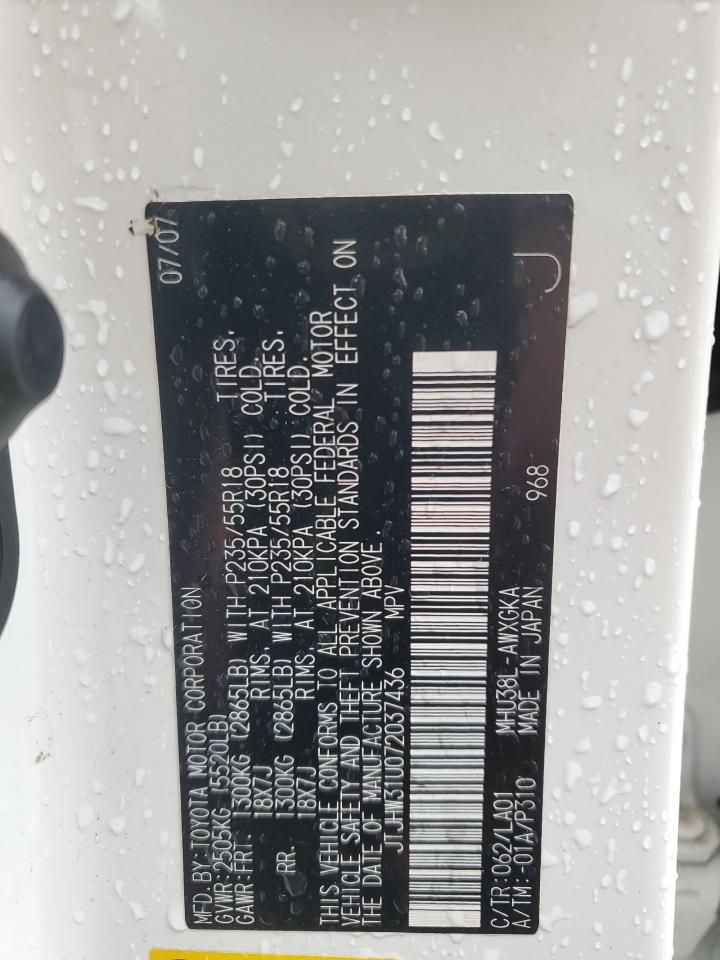 MFD. BY: TOYOTA MOTOR CORPORATION 07/07
GVWR: 2505KG (5520LB)
GAWR: FRT. 1300KG (2865LB) WITH P235/55R18 TIRES,
18X7J RIMS, AT 210KPA (30PSI) COLD.
RR. 1300KG (2865LB) WITH P235/55R18 TIRES,
18X7J RIMS, AT 210KPA (30PSI) COLD.
THIS VEHICLE CONFORMS TO ALL APPLICABLE FEDERAL MOTOR
VEHICLE SAFETY AND THEFT PREVENTION STANDARDS IN EFFECT ON
THE DATE OF MANUFACTURE SHOWN ABOVE.
JTJHW31U072037436 MPV
C/TR: 062/LA01 MHU38L-AWXGKA 968
A/TM: -01A/P310 MADE IN JAPAN J